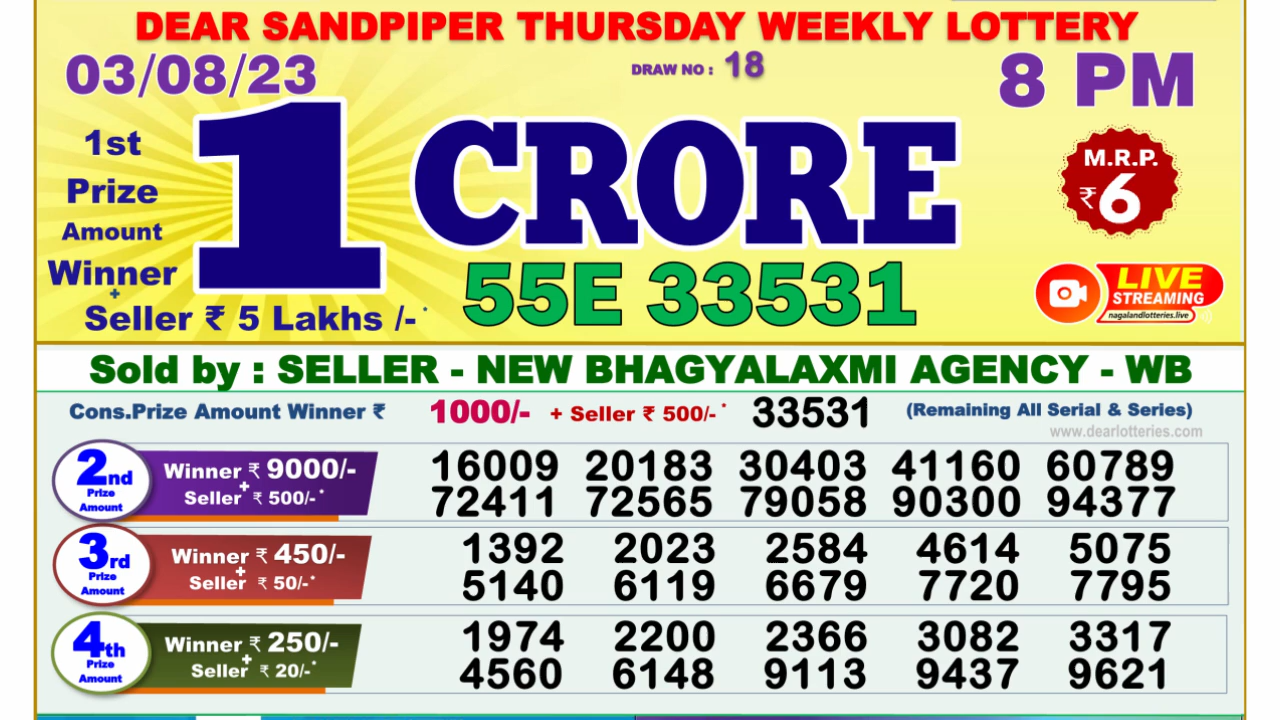 DEAR SANDPIPER THURSDAY WEEKLY LOTTERY
03/08/23
DRAW NO : 18
8 PM
1st
Prize
Amount
Winner
+
Seller ₹ 5 Lakhs /-*
1 CRORE
55E 33531
M.R.P.
₹6
LIVE
STREAMING
nagalandlotteries.live
Sold by : SELLER - NEW BHAGYALAXMI AGENCY - WB
Cons.Prize Amount Winner ₹ 1000/- + Seller ₹ 500/-* 33531 (Remaining All Serial & Series)
www.dearlotteries.com
2nd
Prize
Amount
Winner ₹ 9000/-
+
Seller ₹ 500/-*
16009 20183 30403 41160 60789
72411 72565 79058 90300 94377
3rd
Prize
Amount
Winner ₹ 450/-
+
Seller ₹ 50/-*
1392 2023 2584 4614 5075
5140 6119 6679 7720 7795
4th
Prize
Amount
Winner ₹ 250/-
+
Seller ₹ 20/-*
1974 2200 2366 3082 3317
4560 6148 9113 9437 9621